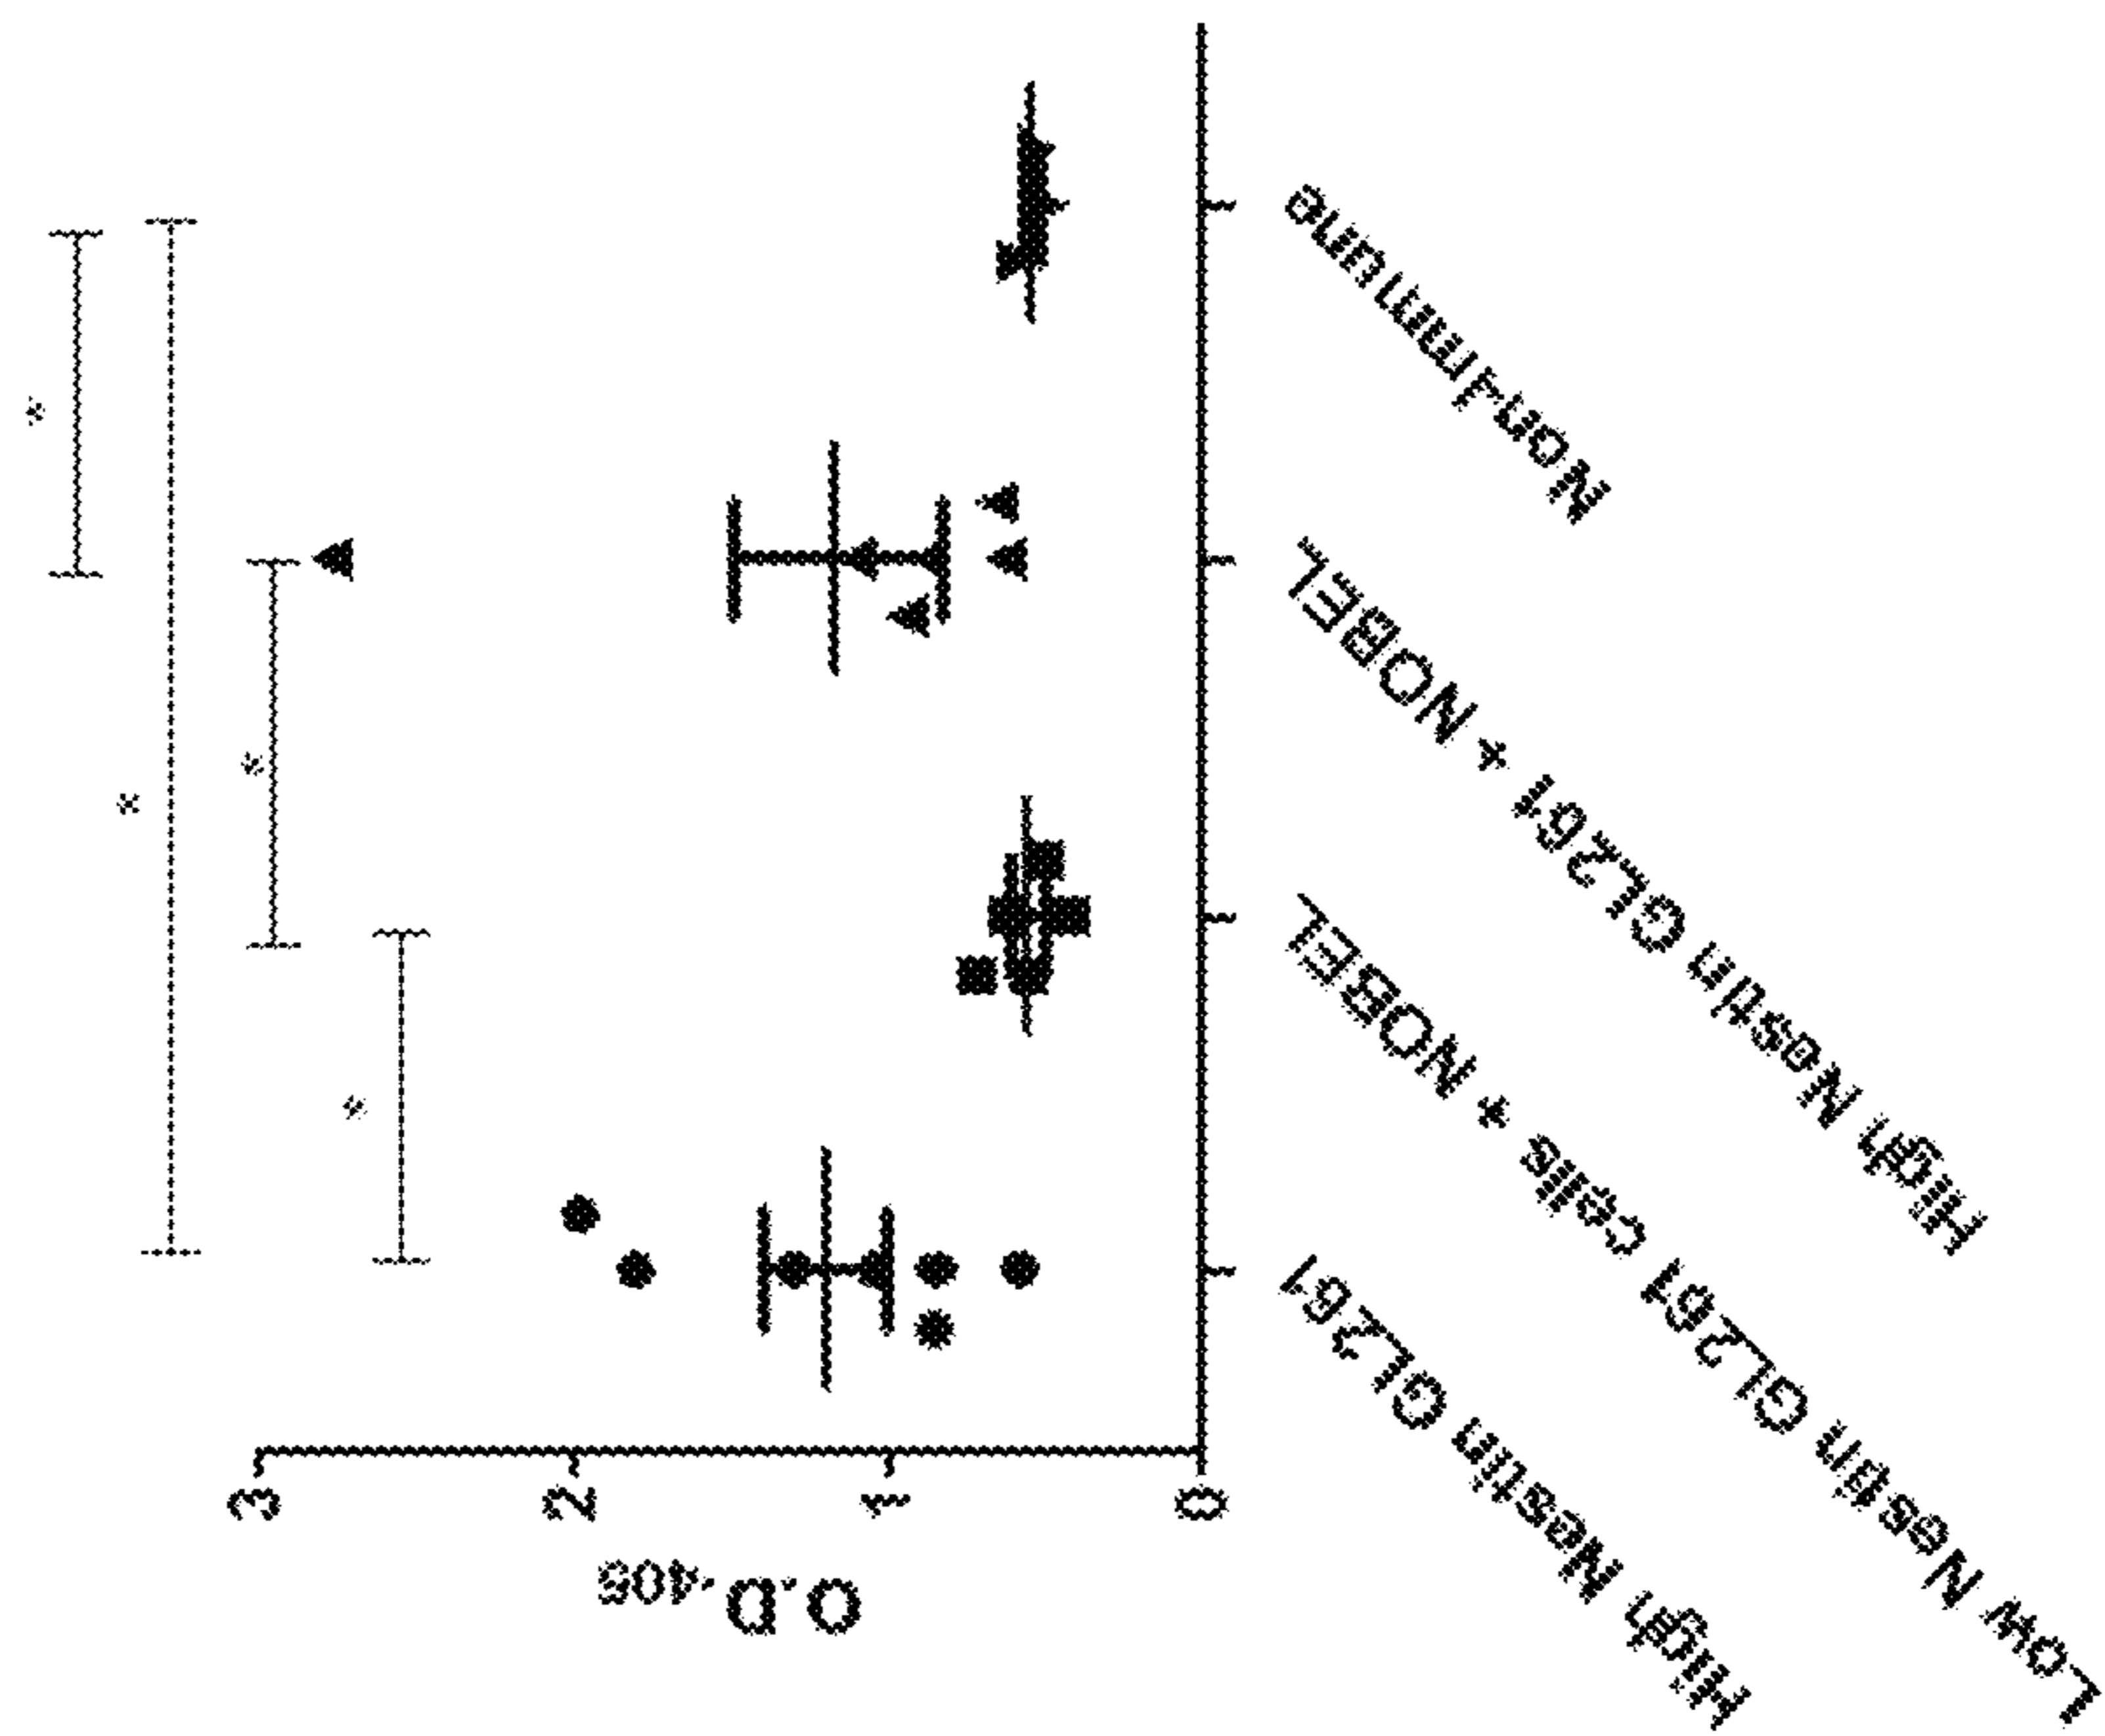 O.D.405
3
2
1
0
*
*
*
*
High Nestin GL261
Low Nestin GL261 cells + NOBEL
High Nestin GL261 + NOBEL
Non-Immune